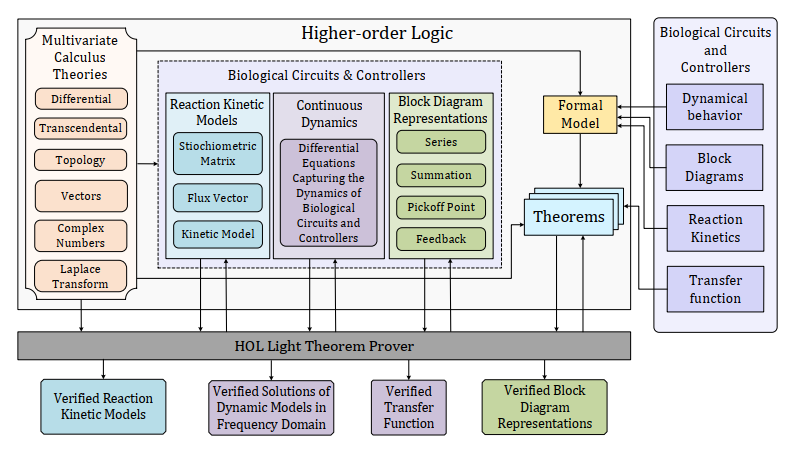 Higher-order Logic
Multivariate
Calculus
Theories
Differential
Transcendental
Topology
Vectors
Complex
Numbers
Laplace
Transform
Biological Circuits & Controllers
Reaction Kinetic
Models
Stiochiometric
Matrix
Flux Vector
Kinetic Model
Continuous
Dynamics
Differential
Equations
Capturing the
Dynamics of
Biological
Circuits and
Controllers
Block Diagram
Representations
Series
Summation
Pickoff Point
Feedback
Formal
Model
Theorems
Biological Circuits
and
Controllers
Dynamical
behavior
Block
Diagrams
Reaction
Kinetics
Transfer
function
HOL Light Theorem Prover
Verified Reaction
Kinetic Models
Verified Solutions of
Dynamic Models in
Frequency Domain
Verified
Transfer
Function
Verified Block
Diagram
Representations